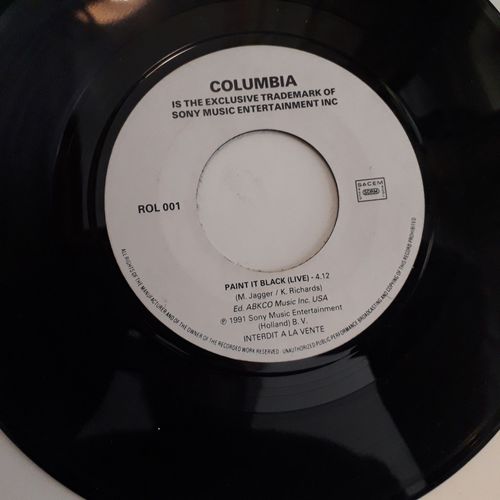 COLUMBIA
IS THE EXCLUSIVE TRADEMARK OF
SONY MUSIC ENTERTAINMENT INC
ROL 001
SACEM
SDRM
PAINT IT BLACK (LIVE) - 4.12
(M. Jagger / K. Richards)
Ed. ABKCO Music Inc. USA
℗ 1991 Sony Music Entertainment
(Holland) B. V.
INTERDIT A LA VENTE
ALL RIGHTS OF THE MANUFACTURER AND OF THE OWNER OF THE RECORDED WORK RESERVED - UNAUTHORIZED PUBLIC PERFORMANCE BROADCASTING AND COPYING OF THIS RECORD PROHIBITED